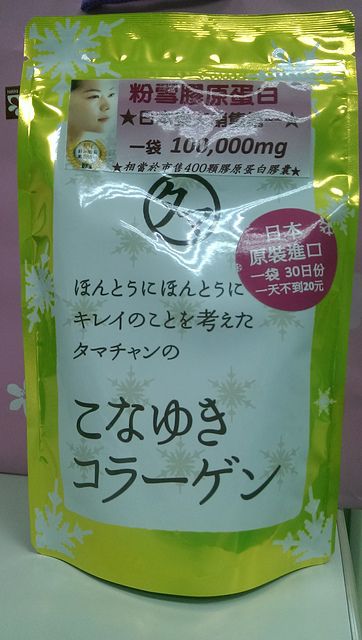 粉雪膠原蛋白
一袋 100,000mg
★相當於市售400顆膠原蛋白膠囊★
日本
原裝進口
一袋 30日份
一天不到20元
ほんとうにほんとうに
キレイのことを考えた
タマチャンの
こなゆき
コラーゲン